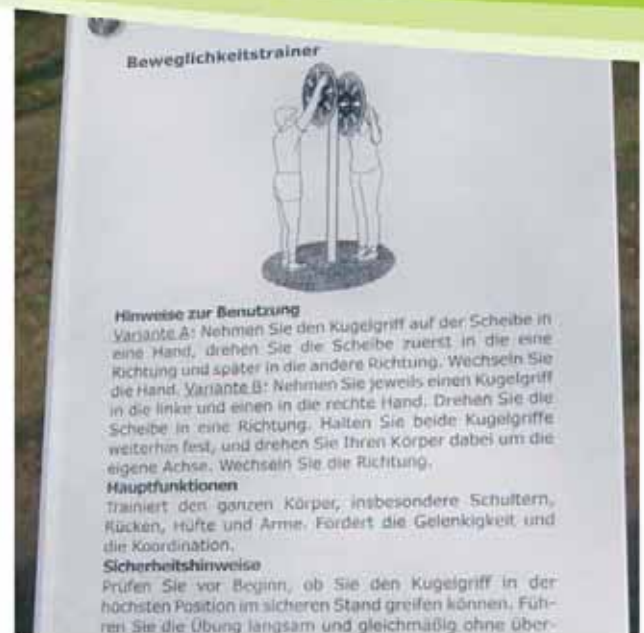 Beweglichkeitstrainer
Hinweise zur Benutzung
Variante A: Nehmen Sie den Kugelgriff auf der Scheibe in
eine Hand, drehen Sie die Scheibe zuerst in die eine
Richtung und später in die andere Richtung. Wechseln Sie
die Hand. Variante B: Nehmen Sie jeweils einen Kugelgriff
in die linke und einen in die rechte Hand. Drehen Sie die
Scheibe in eine Richtung. Halten Sie beide Kugelgriffe
weiterhin fest, und drehen Sie Ihren Körper dabei um die
eigene Achse. Wechseln Sie die Richtung.
Hauptfunktionen
Trainiert den ganzen Körper, insbesondere Schultern,
Rücken, Hüfte und Arme. Fördert die Gelenkigkeit und
die Koordination.
Sicherheitshinweise
Prüfen Sie vor Beginn, ob Sie den Kugelgriff in der
höchsten Position im sicheren Stand greifen können. Füh-
ren Sie die Übung langsam und gleichmäßig ohne über-